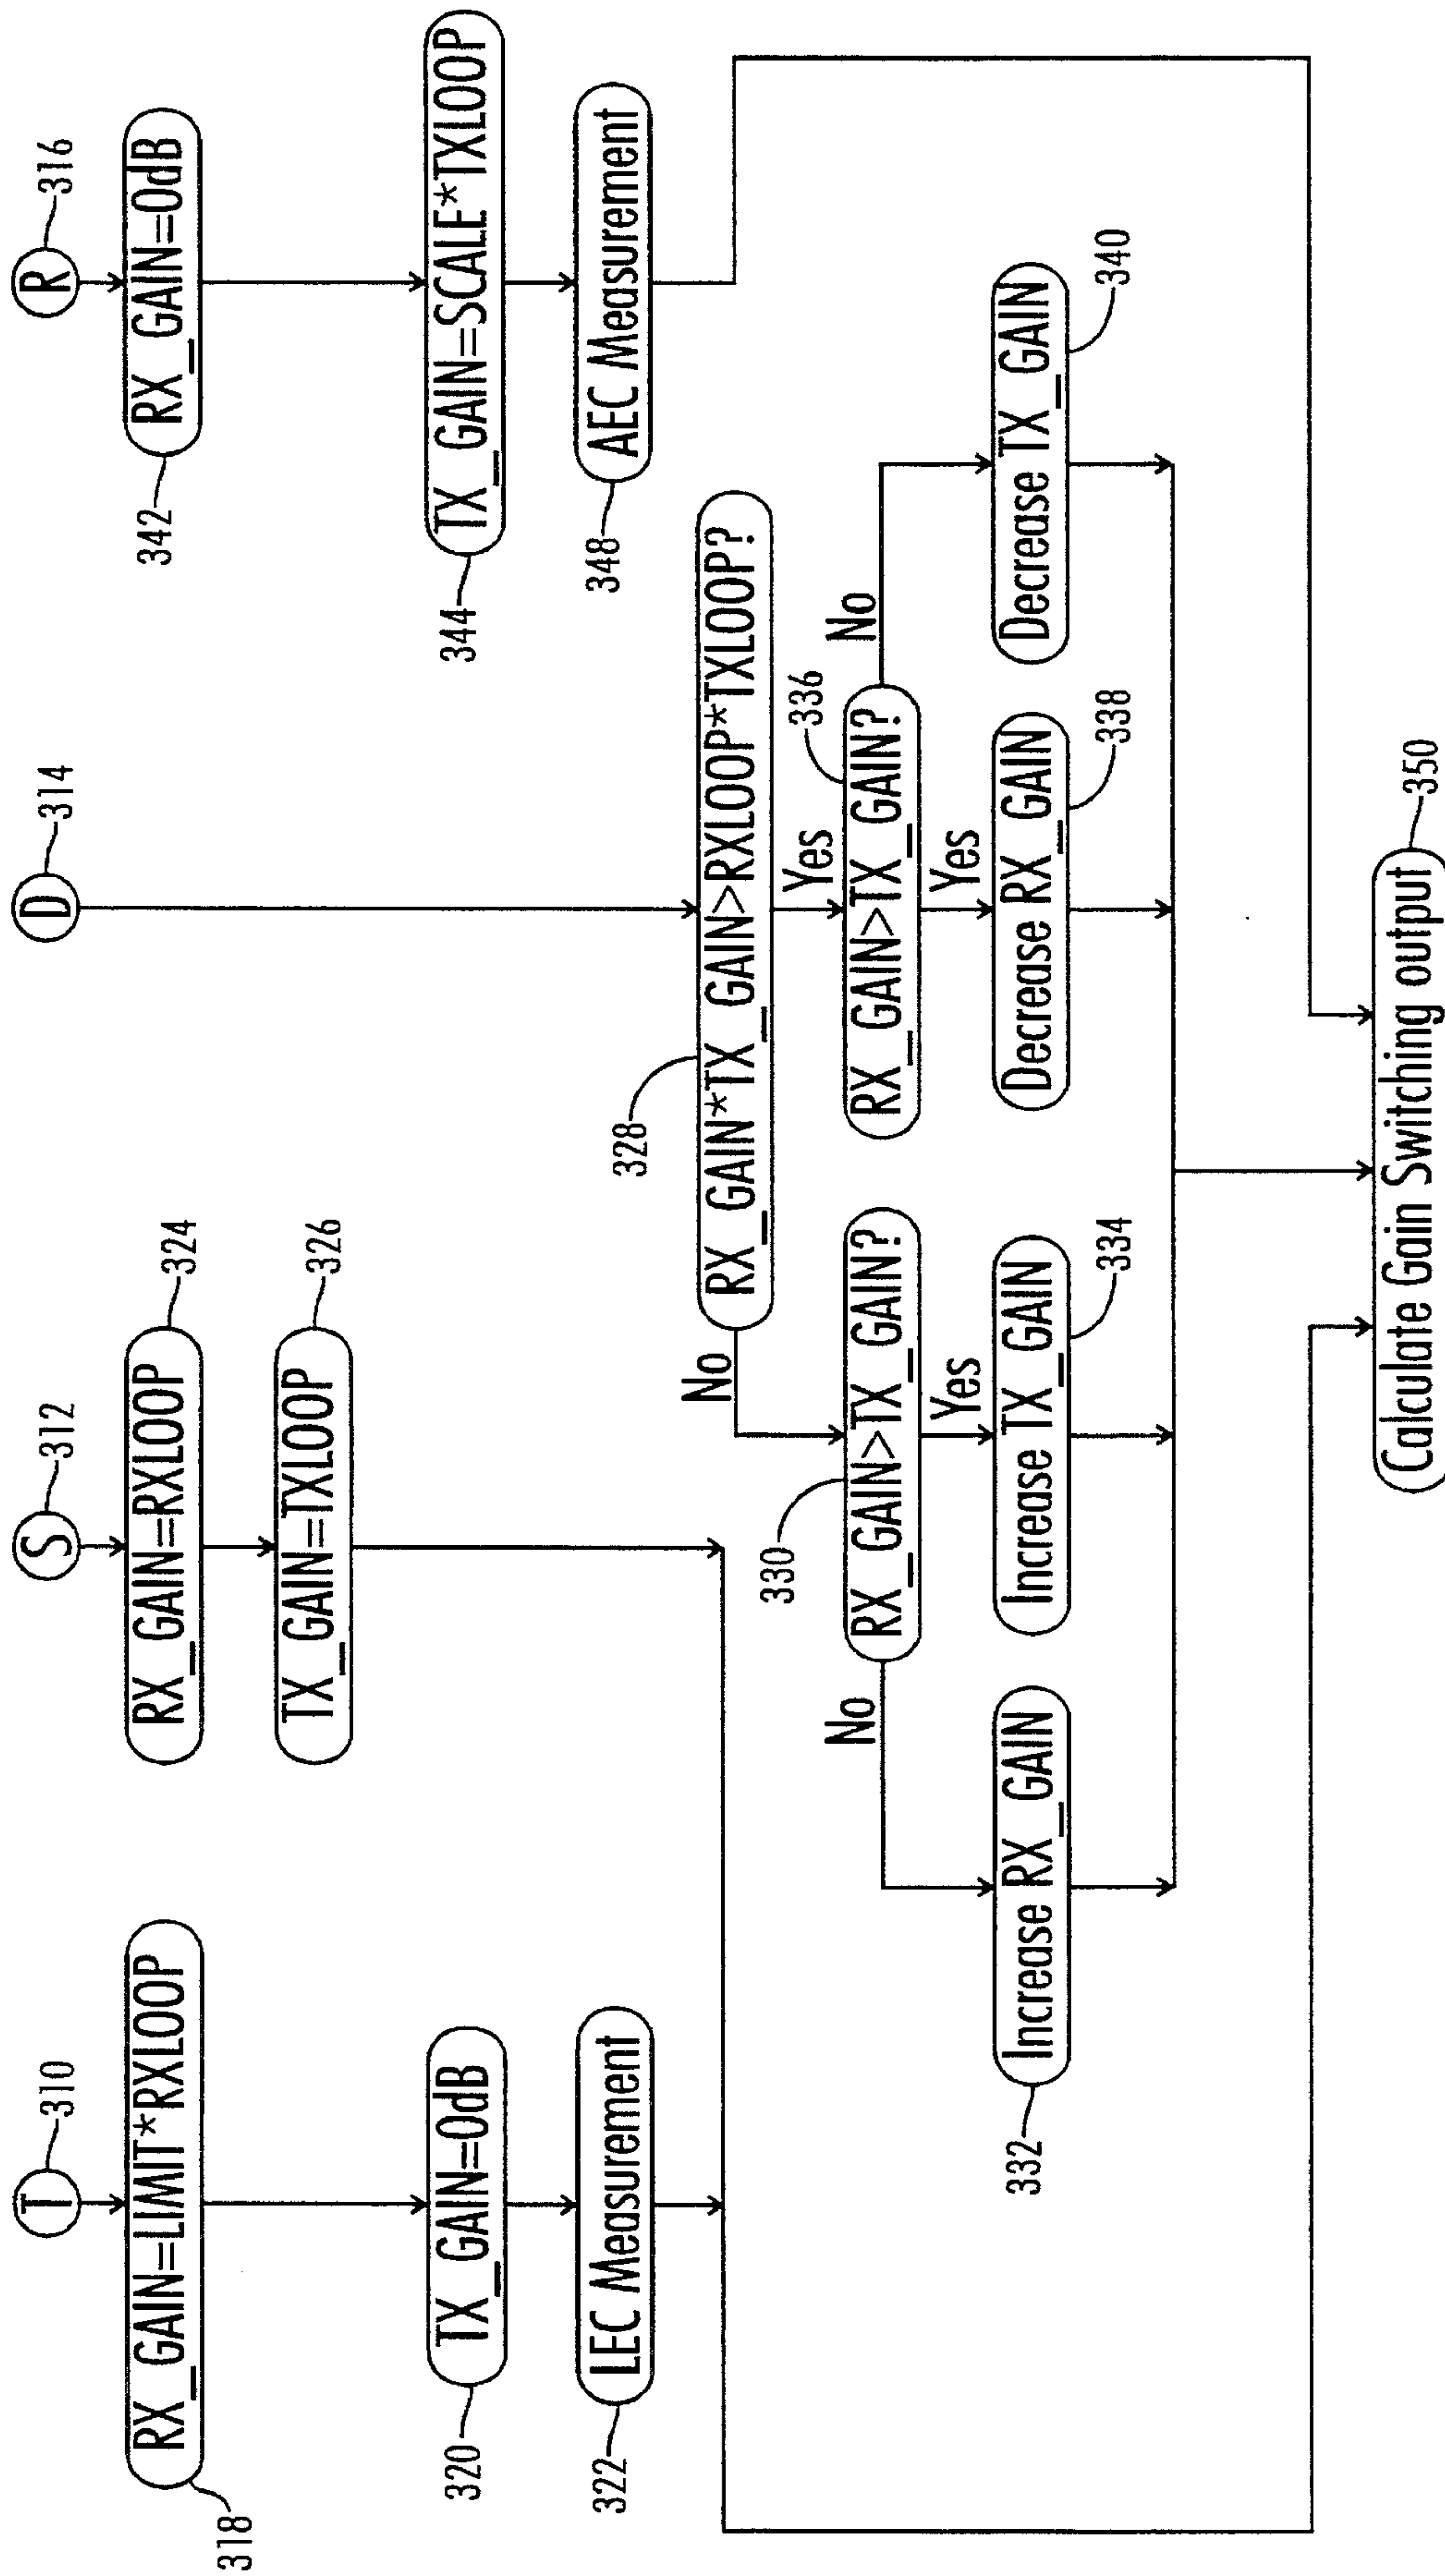 T
310
S
312
D
314
R
316
RX_GAIN=LIMIT*RXLOOP
318
RX_GAIN=RXLOOP
324
RX_GAIN=0dB
342
TX_GAIN=TXLOOP
326
TX_GAIN=0dB
320
TX_GAIN=SCALE*TXLOOP
344
LEC Measurement
322
AEC Measurement
348
328
RX_GAIN*TX_GAIN>RXLOOP*TXLOOP?
No
Yes
330
RX_GAIN>TX_GAIN?
336
RX_GAIN>TX_GAIN?
No
Yes
Yes
No
332
Increase RX_GAIN
Increase TX_GAIN
334
Decrease RX_GAIN
338
Decrease TX_GAIN
340
Calculate Gain Switching output
350